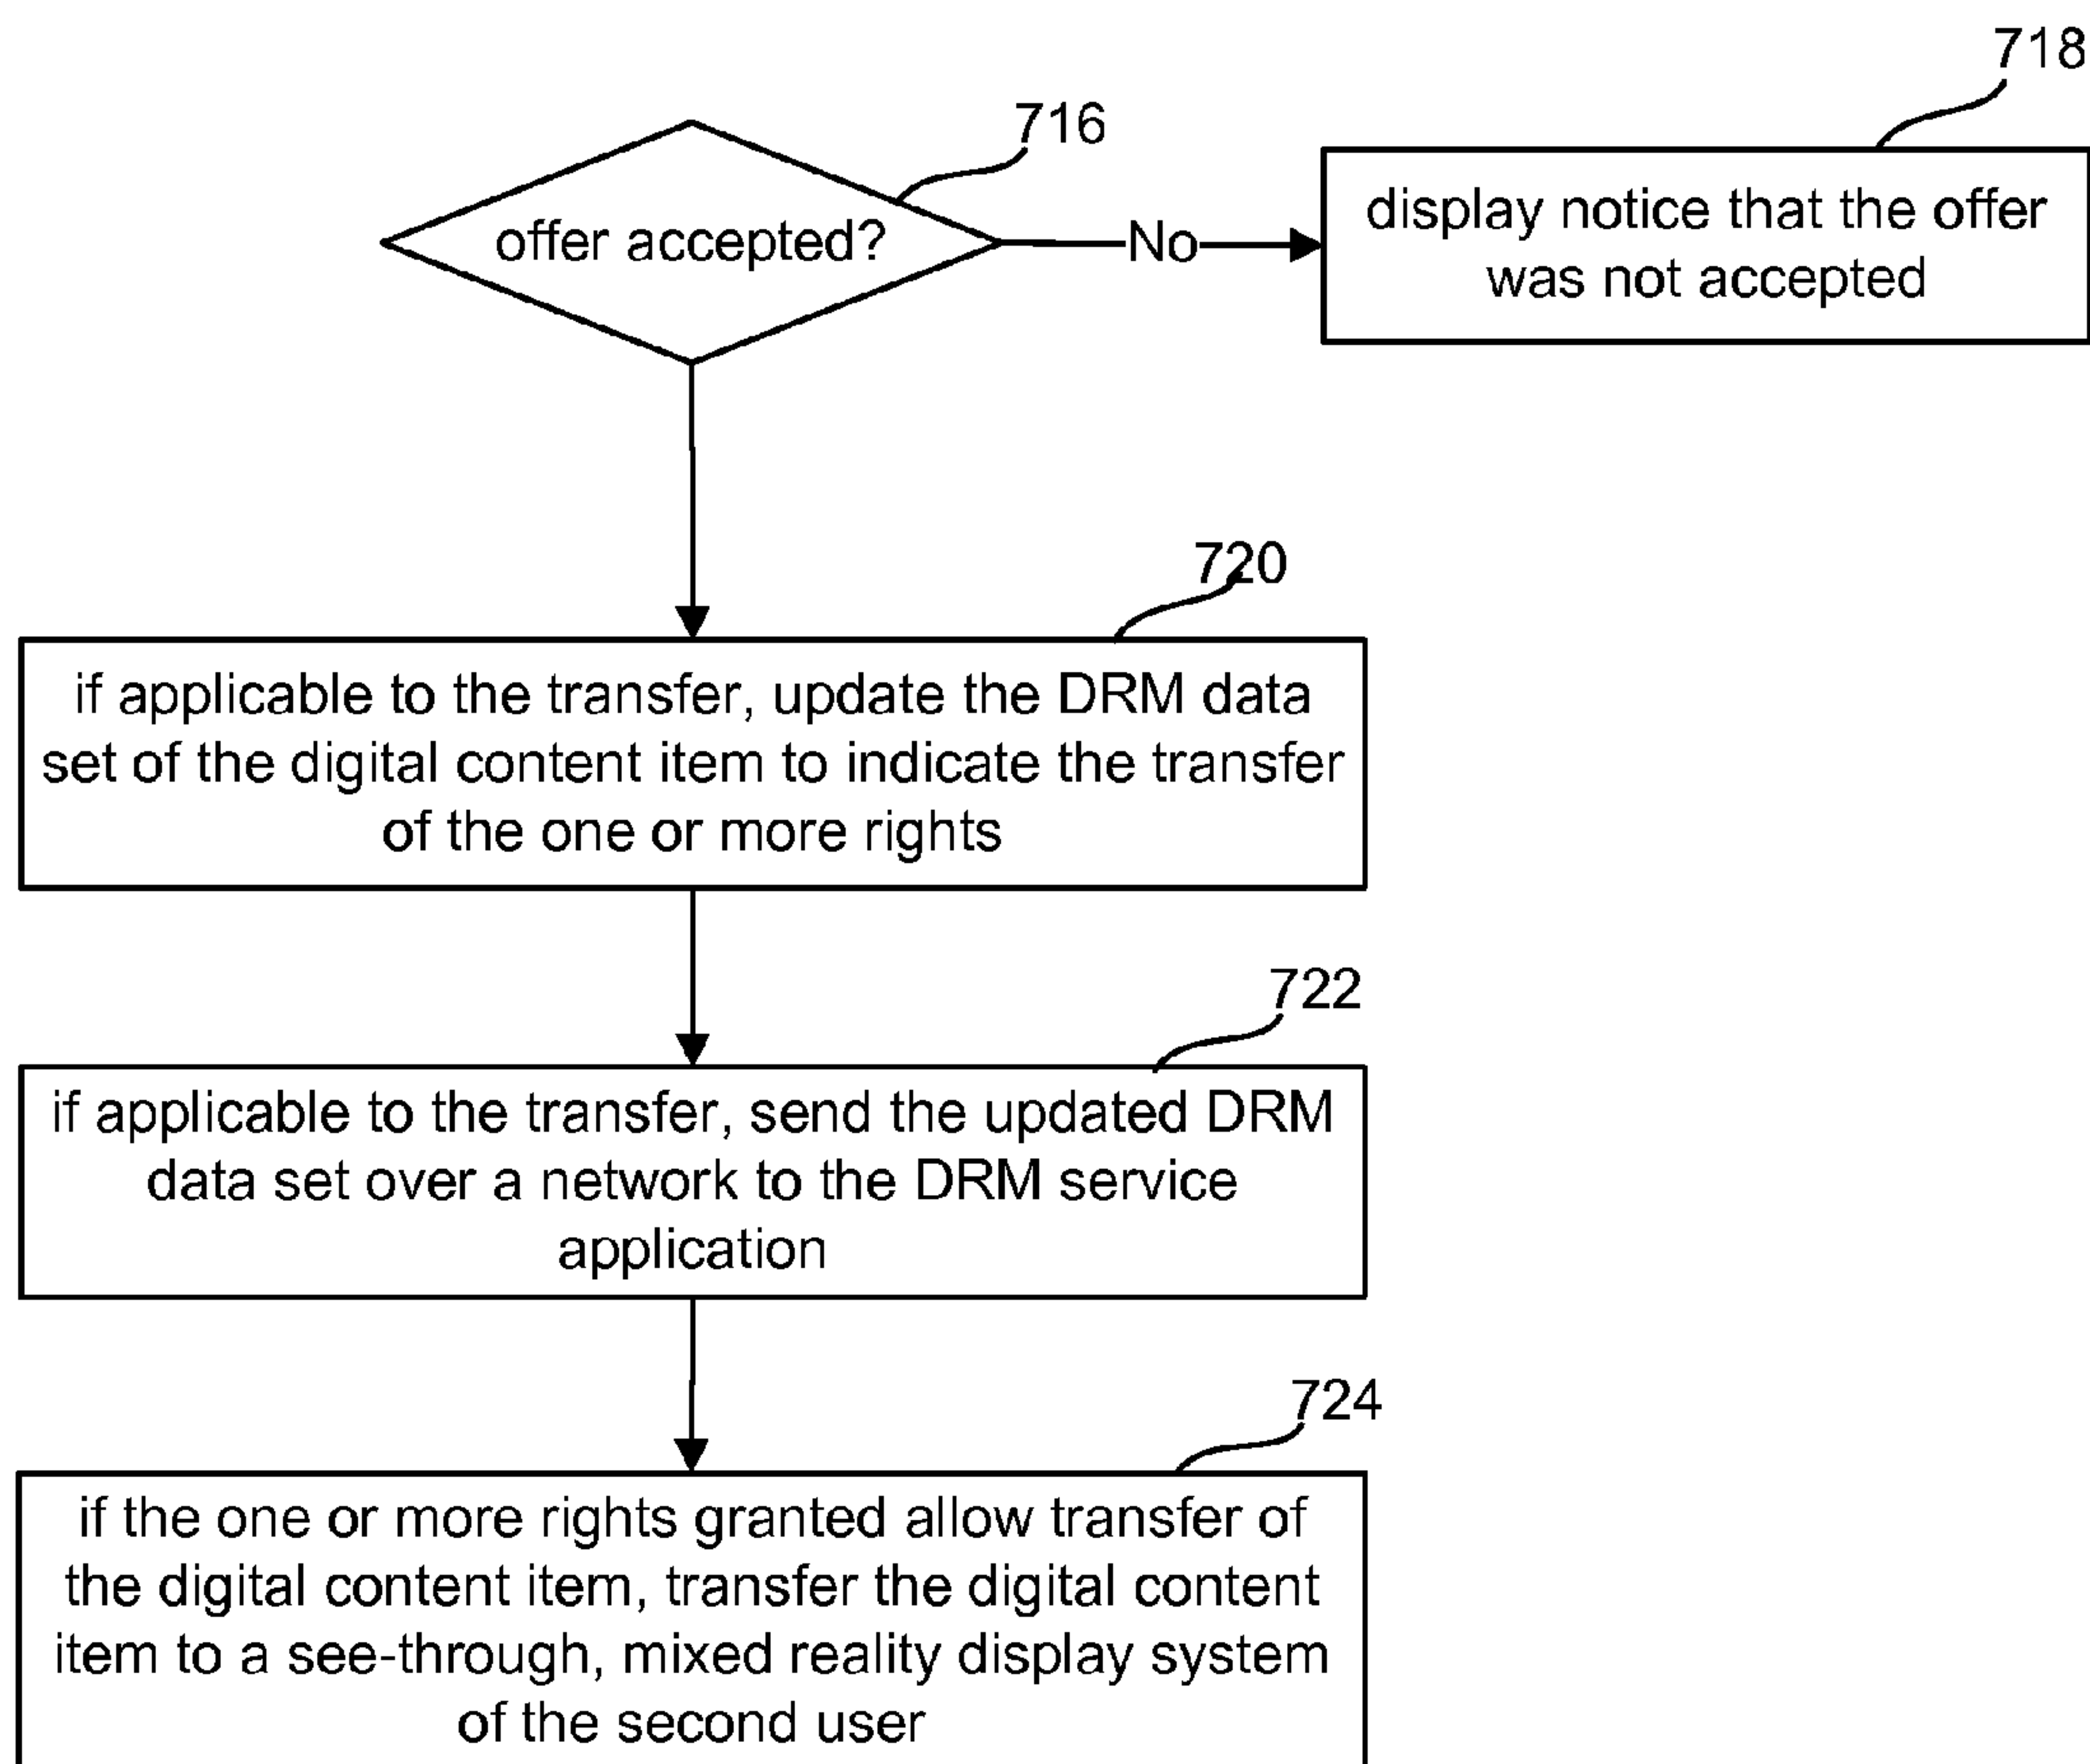 718
716
offer accepted?
No
display notice that the offer
was not accepted
720
if applicable to the transfer, update the DRM data
set of the digital content item to indicate the transfer
of the one or more rights
722
if applicable to the transfer, send the updated DRM
data set over a network to the DRM service
application
724
if the one or more rights granted allow transfer of
the digital content item, transfer the digital content
item to a see-through, mixed reality display system
of the second user